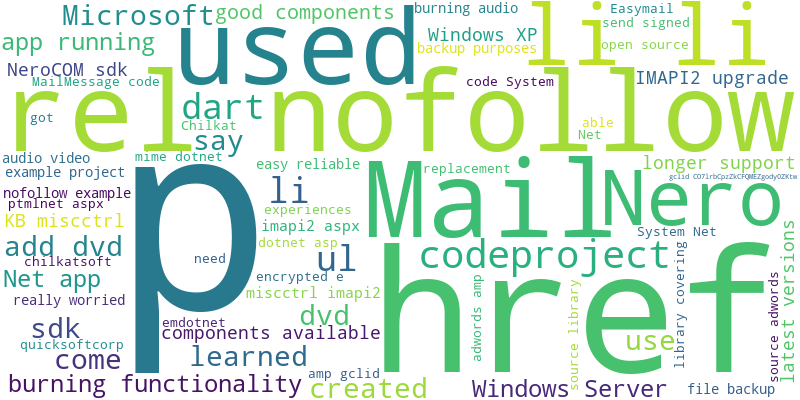 Microsoft
good components
burning audio
Easymail
li li
send signed
app running
used
Windows XP
backup purposes
open source
NeroCOM sdk
MailMessage code
code System
IMAPI2 upgrade
rel
nofollow
dart
got
Chilkat
say
able
Net
audio video
mime dotnet
easy reliable
replacement
longer support
example project
p
Mail
Nero
gclid CO7lrbCpzZkCFQMEZgodyOZKtw
nofollow example
li
ptmlnet aspx
experiences
KB miscctrl
imapi2 aspx
System Net
add dvd
dotnet asp
codeproject
chilkatsoft
need
ul
Net app
encrypted e
href
library covering
latest versions
really worried
miscctrl imapi2
source adwords
adwords amp
source library
sdk
emdotnet
dvd
components available
use
quicksoftcorp
come
learned
amp gclid
burning functionality
created
Windows Server
file backup